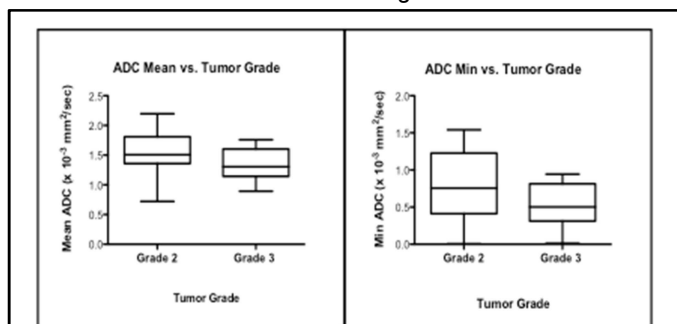 ADC Mean vs. Tumor Grade
Mean ADC (x 10⁻³ mm²/sec)
2.5
2.0
1.5
1.0
0.5
0.0
Grade 2 Grade 3
Tumor Grade
ADC Min vs. Tumor Grade
Min ADC (x 10⁻³ mm²/sec)
2.0
1.5
1.0
0.5
0.0
Grade 2 Grade 3
Tumor Grade